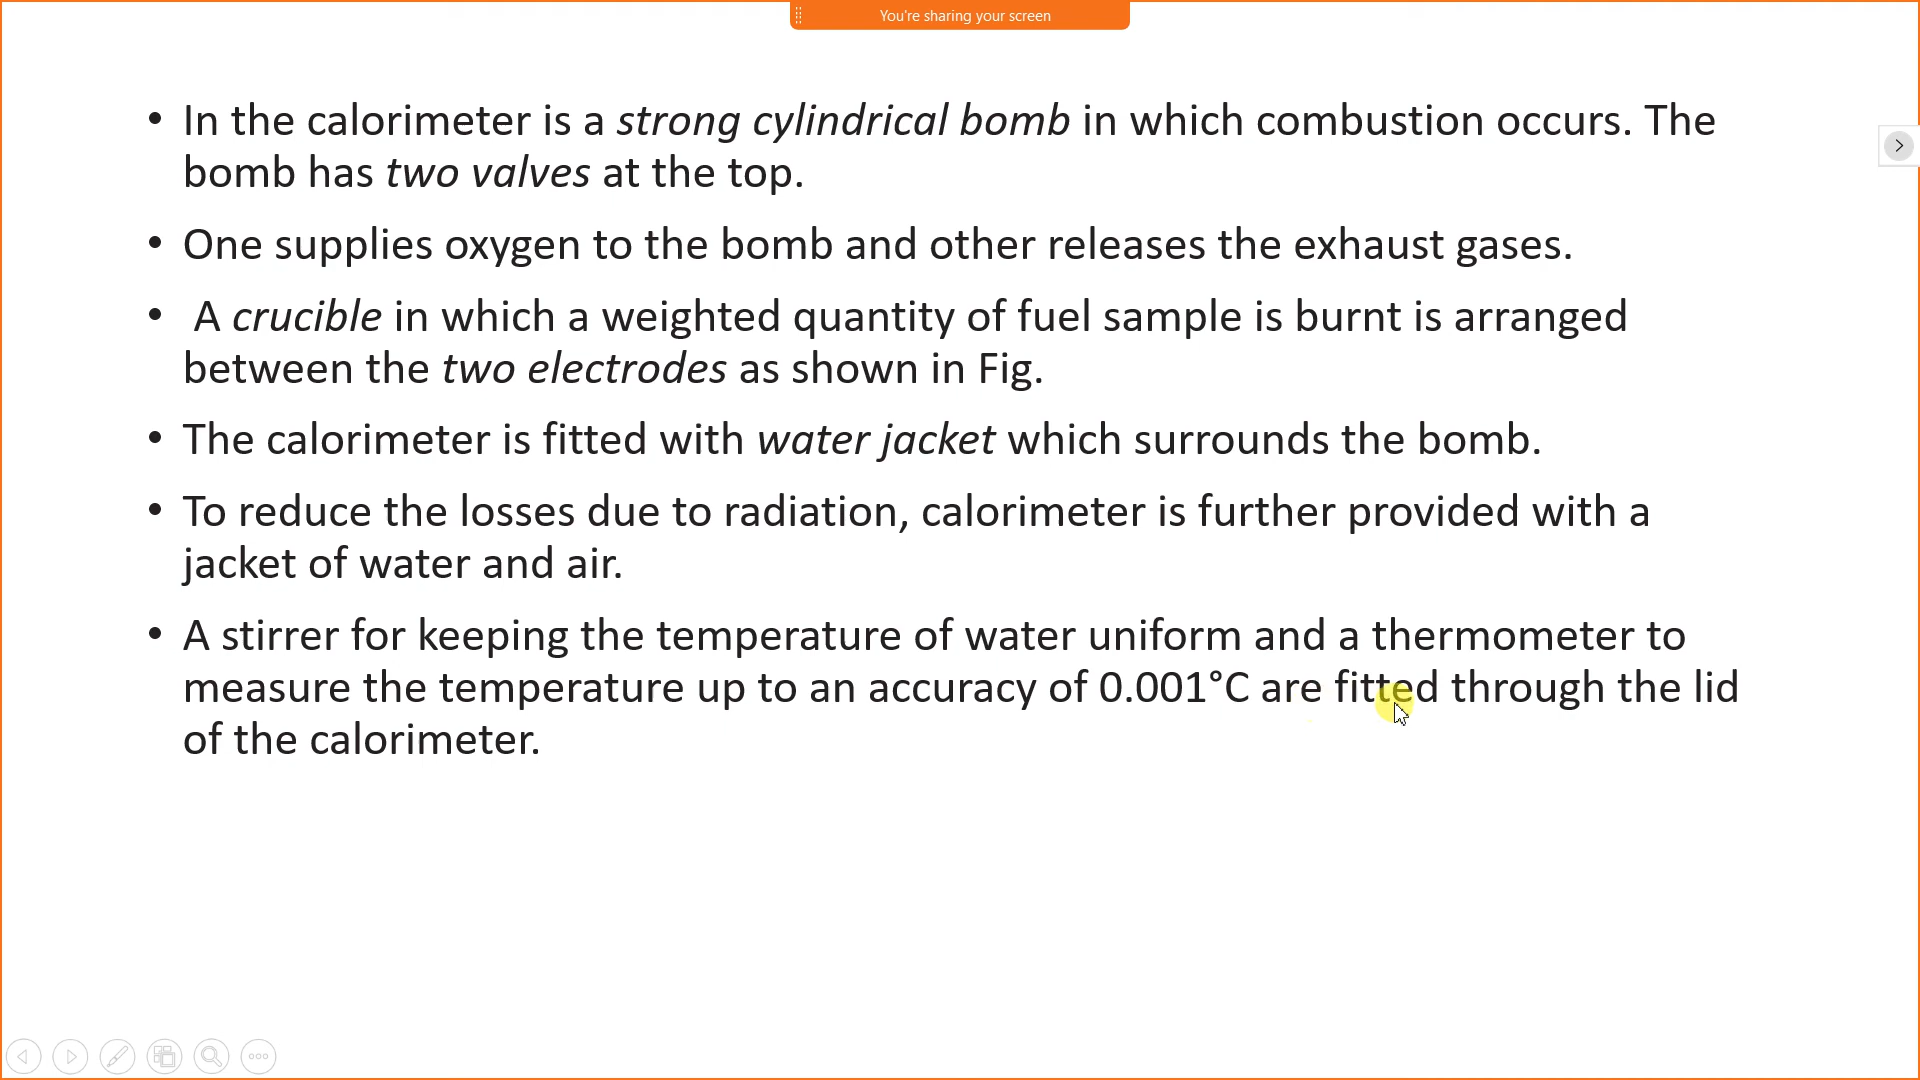 You're sharing your screen
• In the calorimeter is a strong cylindrical bomb in which combustion occurs. The
bomb has two valves at the top.
• One supplies oxygen to the bomb and other releases the exhaust gases.
• A crucible in which a weighted quantity of fuel sample is burnt is arranged
between the two electrodes as shown in Fig.
• The calorimeter is fitted with water jacket which surrounds the bomb.
• To reduce the losses due to radiation, calorimeter is further provided with a
jacket of water and air.
• A stirrer for keeping the temperature of water uniform and a thermometer to
measure the temperature up to an accuracy of 0.001°C are fitted through the lid
of the calorimeter.